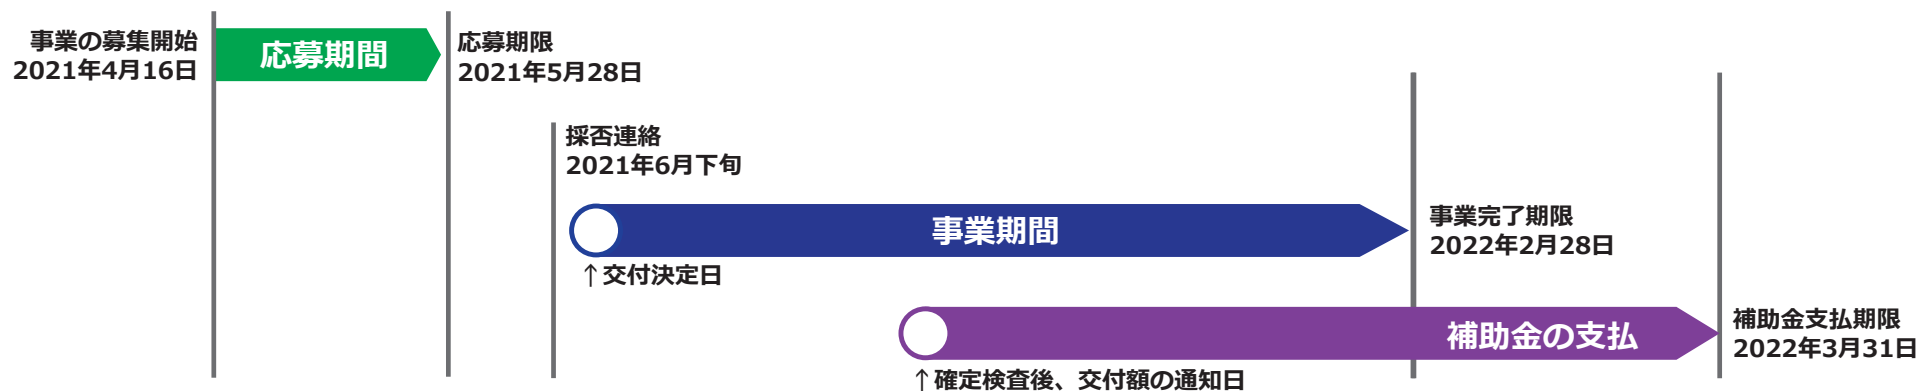 事業の募集開始
2021年4月16日
応募期間
応募期限
2021年5月28日
採否連絡
2021年6月下旬
事業期間
事業完了期限
2022年2月28日
↑交付決定日
補助金の支払
補助金支払期限
2022年3月31日
↑確定検査後、交付額の通知日